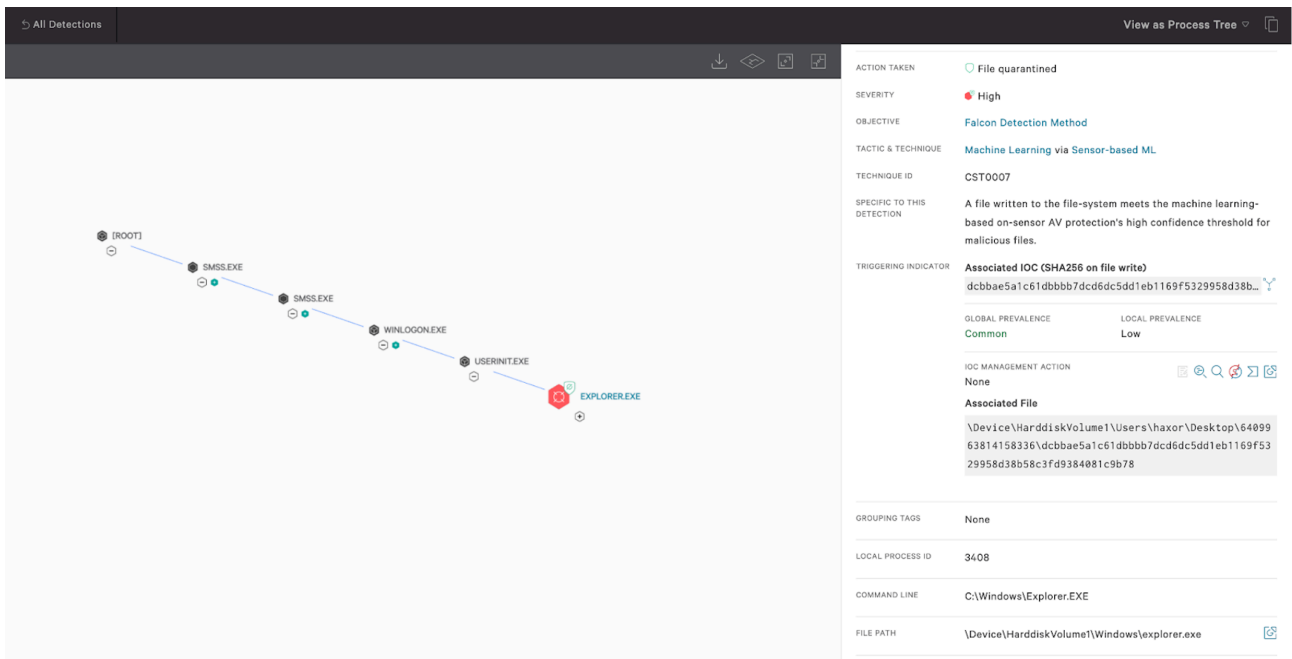 All Detections
View as Process Tree
[ROOT]
SMSS.EXE
SMSS.EXE
WINLOGON.EXE
USERINIT.EXE
EXPLORER.EXE
ACTION TAKEN File quarantined
SEVERITY High
OBJECTIVE Falcon Detection Method
TACTIC & TECHNIQUE Machine Learning via Sensor-based ML
TECHNIQUE ID CST0007
SPECIFIC TO THIS DETECTION
A file written to the file-system meets the machine learning-
based on-sensor AV protection's high confidence threshold for
malicious files.
TRIGGERING INDICATOR Associated IOC (SHA256 on file write)
dcbbae5a1c61dbbbb7dcd6dc5dd1eb1169f5329958d38b…
GLOBAL PREVALENCE LOCAL PREVALENCE
Common Low
IOC MANAGEMENT ACTION
None
Associated File
\Device\HarddiskVolume1\Users\haxor\Desktop\64099
63814158336\dcbbae5a1c61dbbbb7dcd6dc5dd1eb1169f53
29958d38b58c3fd9384081c9b78
GROUPING TAGS None
LOCAL PROCESS ID 3408
COMMAND LINE C:\Windows\Explorer.EXE
FILE PATH \Device\HarddiskVolume1\Windows\explorer.exe